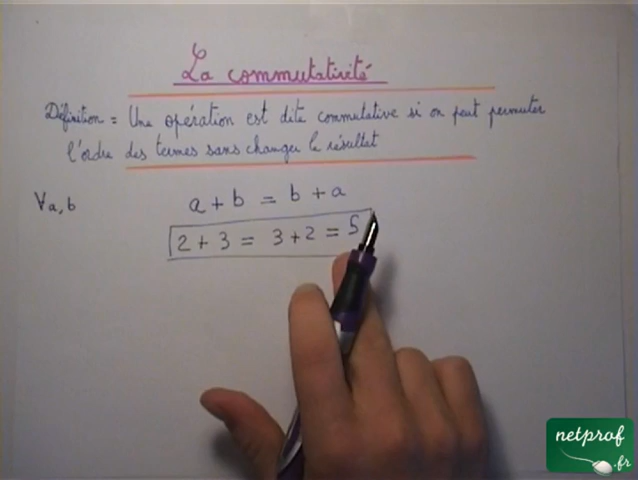 La commutativité
Définition = Une opération est dite commutative si on peut permuter
l'ordre des termes sans changer le résultat
∀a,b a + b = b + a
2 + 3 = 3 + 2 = 5
netprof
.fr